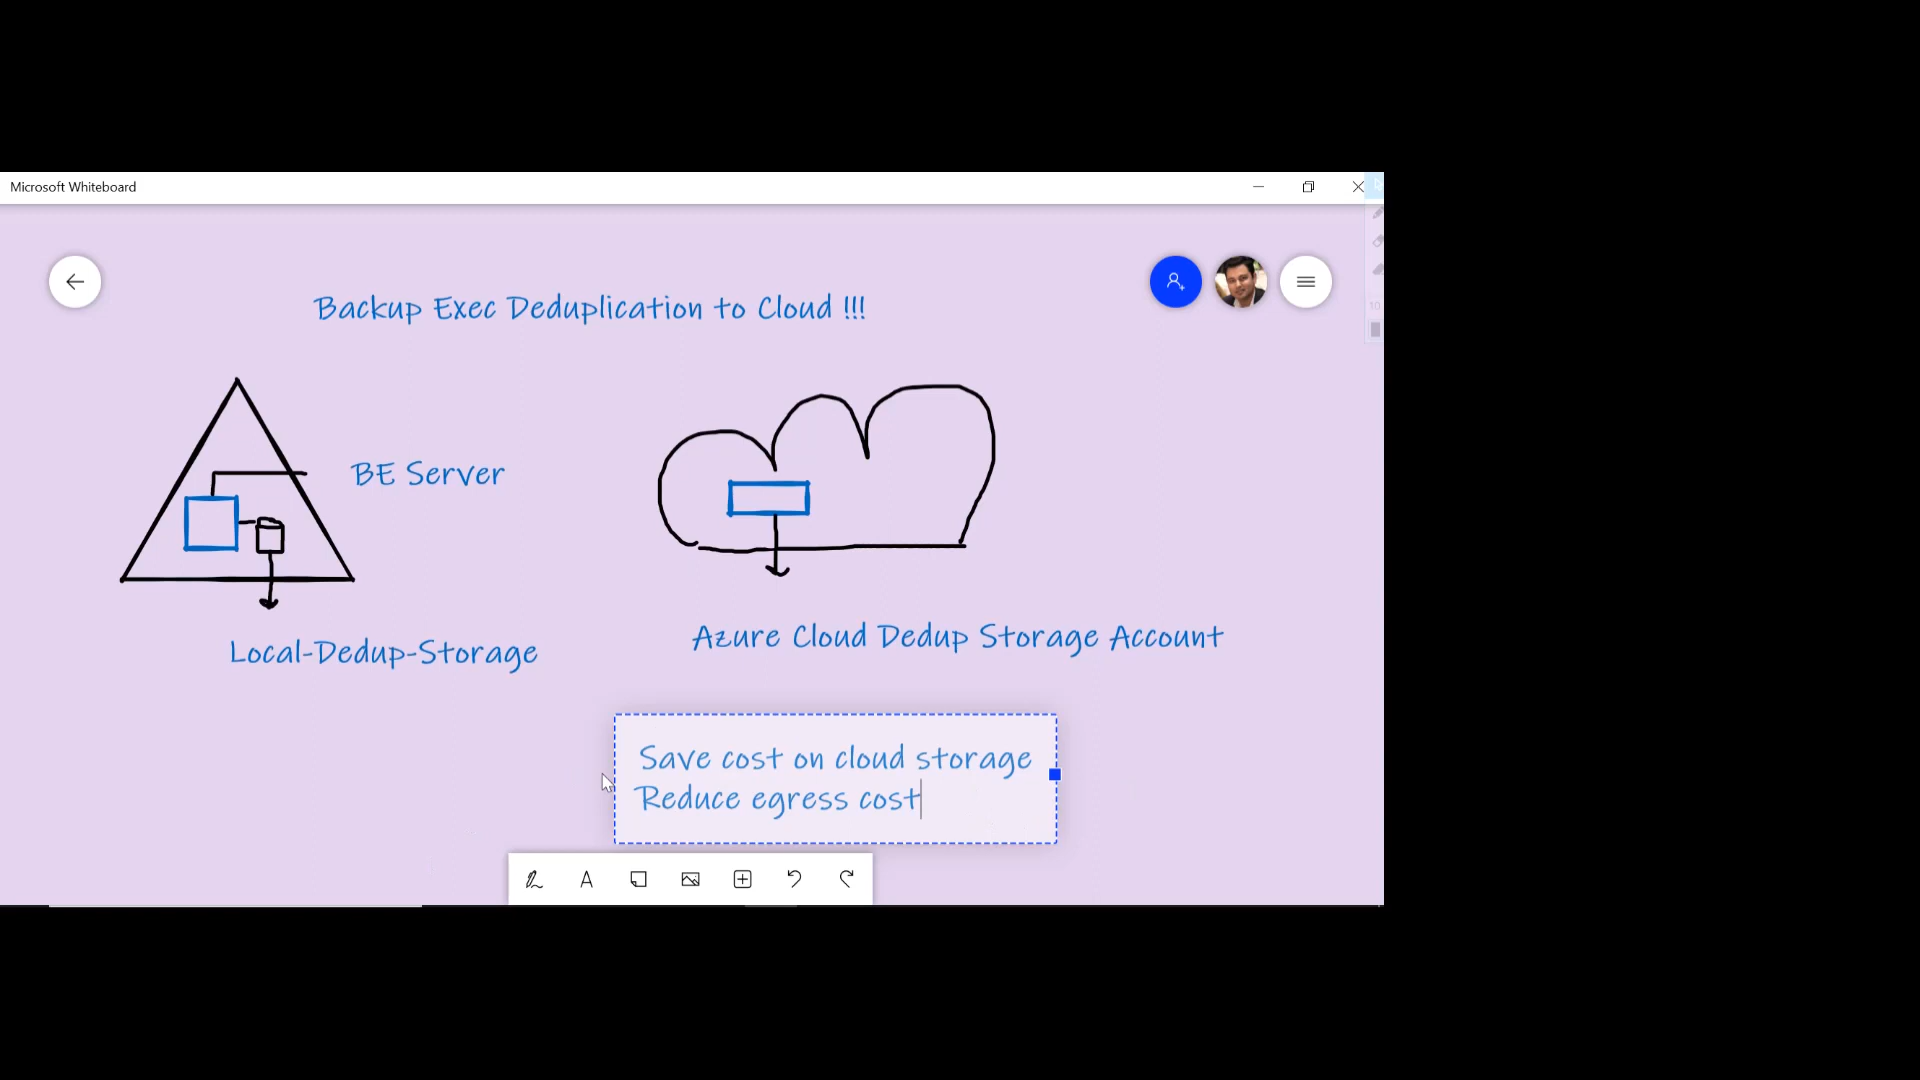 Microsoft Whiteboard
Backup Exec Deduplication to Cloud !!!
BE Server
Local-Dedup-Storage
Azure Cloud Dedup Storage Account
Save cost on cloud storage
Reduce egress cost
10